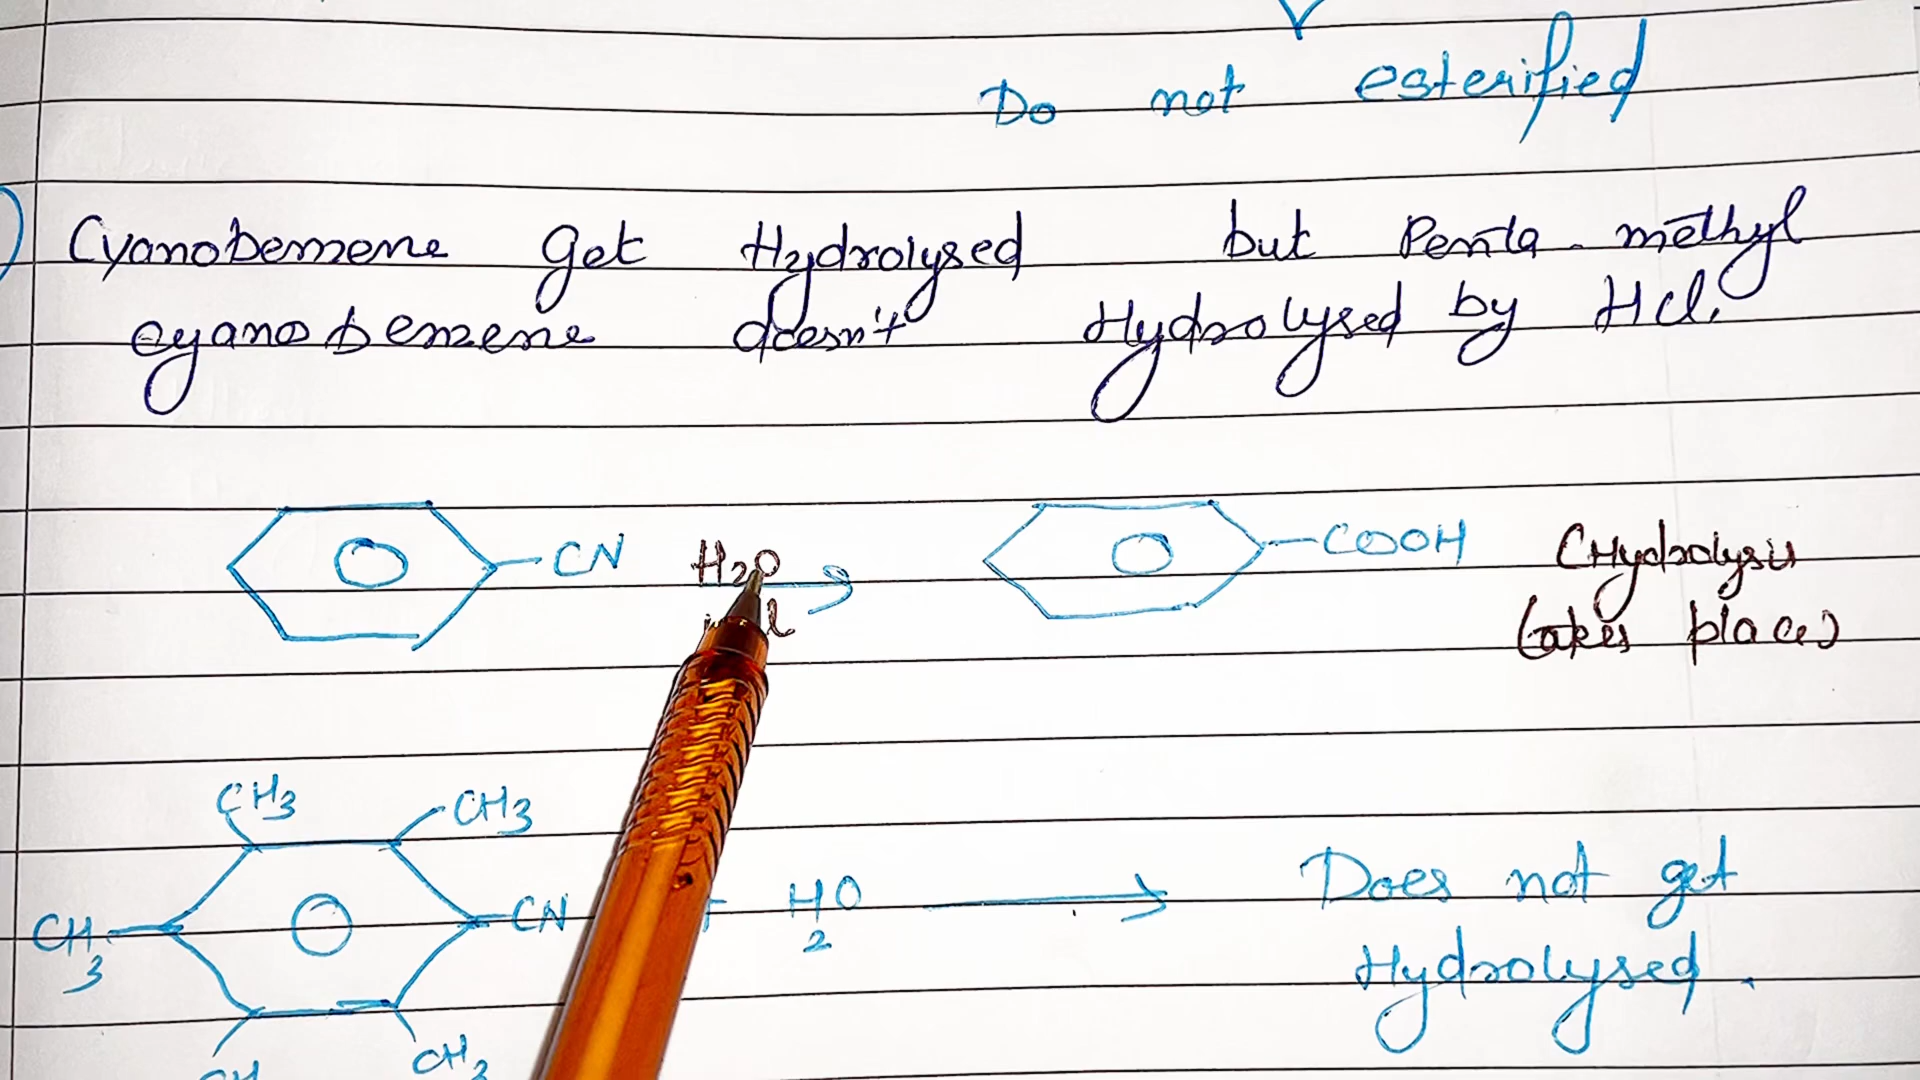 Do not esterified
Cyanobenzene get Hydrolysed but Penta-methyl
cyanobenzene doesn't Hydrolysed by HCl.
CN H2O COOH (Hydrolysis
takes place)
CH3 CH3
CH3 CN + H2O Does not get
Hydrolysed.
CH3